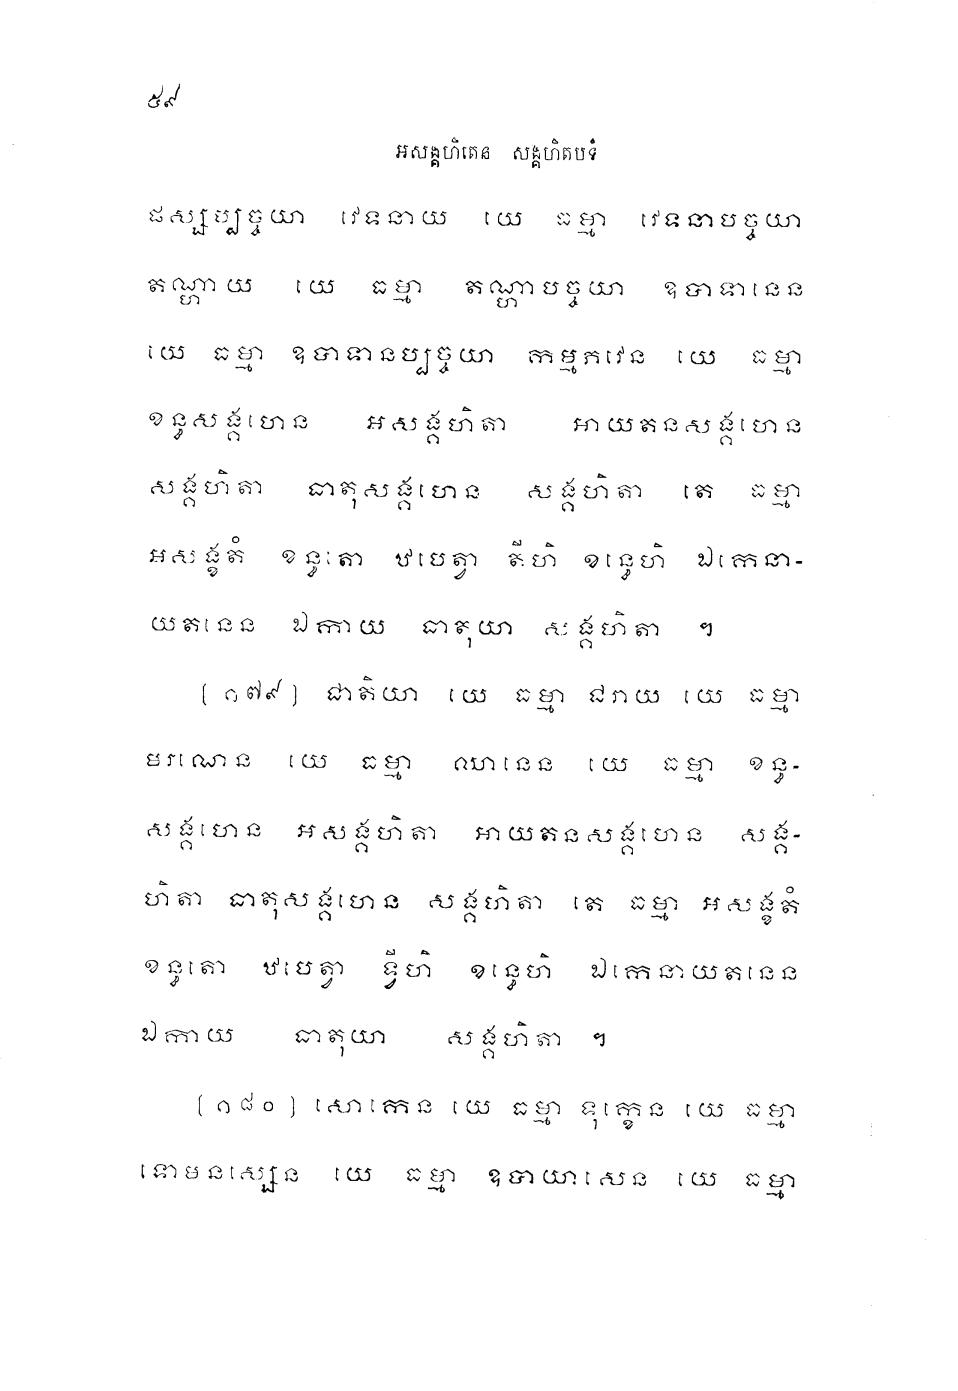 ៥៩
អសង្គហិតេន សង្គហិតបទំ
ផស្សប្បច្ចយា វេទនាយ យេ ធម្មា វេទនាបច្ចយា
តណ្ហាយ យេ ធម្មា តណ្ហាបច្ចយា ឧបាទានេន
យេ ធម្មា ឧបាទានប្បច្ចយា កម្មភវេន យេ ធម្មា
ខន្ធសង្គហេន អសង្គហិតា អាយតនសង្គហេន
សង្គហិតា ធាតុសង្គហេន សង្គហិតា តេ ធម្មា
អសង្ខតំ ខន្ធតោ ឋបេត្វា តីហិ ខន្ធេហិ ឯកេនា-
យតនេន ឯកាយ ធាតុយា សង្គហិតា ។
(១៧៩) ជាតិយា យេ ធម្មា ជរាយ យេ ធម្មា
មរណេន យេ ធម្មា ឈានេន យេ ធម្មា ខន្ធ-
សង្គហេន អសង្គហិតា អាយតនសង្គហេន សង្គ-
ហិតា ធាតុសង្គហេន សង្គហិតា តេ ធម្មា អសង្ខតំ
ខន្ធតោ ឋបេត្វា ទ្វីហិ ខន្ធេហិ ឯកេនាយតនេន
ឯកាយ ធាតុយា សង្គហិតា ។
(១៨០) សោកេន យេ ធម្មា ទុក្ខេន យេ ធម្មា
ទោមនស្សេន យេ ធម្មា ឧបាយាសេន យេ ធម្មា